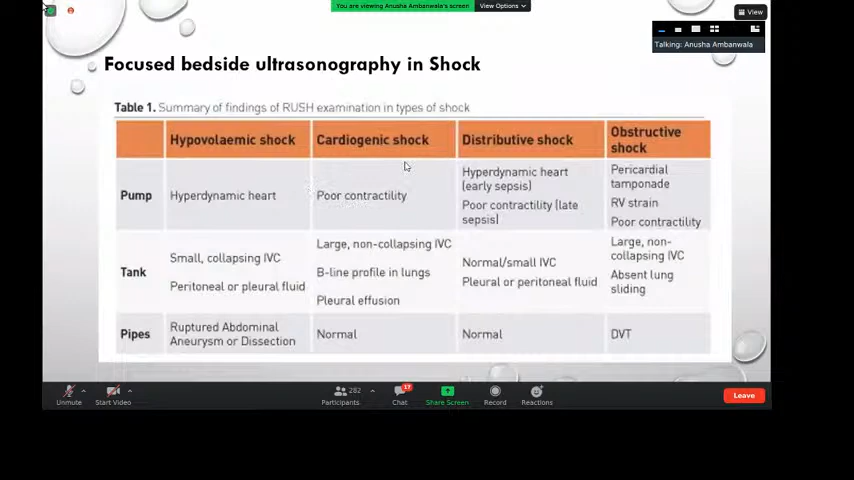 You are viewing Anusha Ambanwala's screen
View Options
View
Talking: Anusha Ambanwala
Focused bedside ultrasonography in Shock
Table 1. Summary of findings of RUSH examination in types of shock
Hypovolaemic shock
Cardiogenic shock
Distributive shock
Obstructive
shock
Pump
Hyperdynamic heart
Poor contractility
Hyperdynamic heart
(early sepsis)
Poor contractility (late
sepsis)
Pericardial
tamponade
RV strain
Poor contractility
Tank
Small, collapsing IVC
Peritoneal or pleural fluid
Large, non-collapsing IVC
B-line profile in lungs
Pleural effusion
Normal/small IVC
Pleural or peritoneal fluid
Large, non-
collapsing IVC
Absent lung
sliding
Pipes
Ruptured Abdominal
Aneurysm or Dissection
Normal
Normal
DVT
Unmute
Start Video
282
Participants
17
Chat
Share Screen
Record
Reactions
Leave